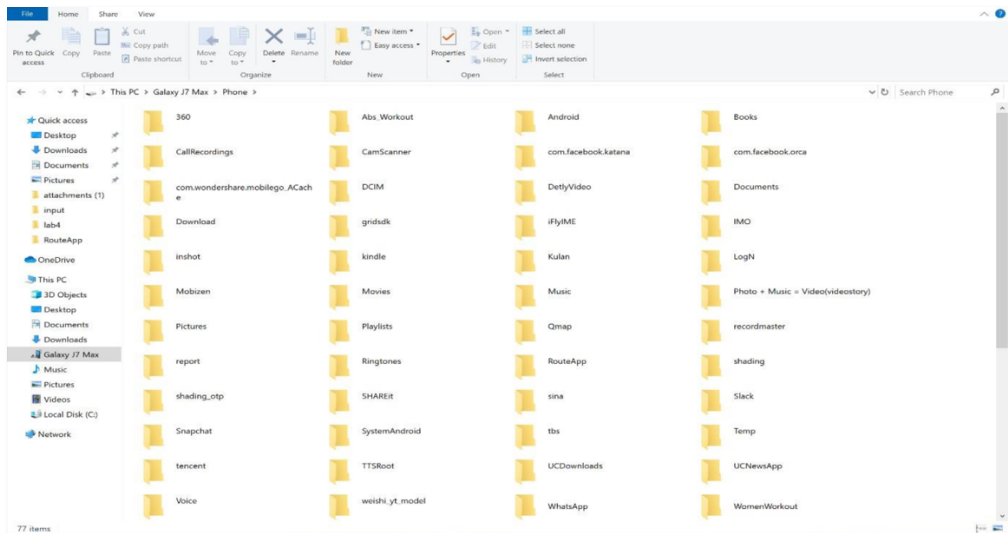 File Home Share View
Pin to Quick access
Copy
Paste
Cut
Copy path
Paste shortcut
Clipboard
Move to
Copy to
Delete
Rename
Organize
New folder
New item
Easy access
New
Properties
Open
Edit
History
Open
Select all
Select none
Invert selection
Select
> This PC > Galaxy J7 Max > Phone >
Search Phone
Quick access
Desktop
Downloads
Documents
Pictures
attachments (1)
input
lab4
RouteApp
OneDrive
This PC
3D Objects
Desktop
Documents
Downloads
Galaxy J7 Max
Music
Pictures
Videos
Local Disk (C:)
Network
360 Abs_Workout Android Books
CallRecordings CamScanner com.facebook.katana com.facebook.orca
com.wondershare.mobilego_ACach
e
DCIM DetlyVideo Documents
Download gridsdk iFlyIME IMO
inshot kindle Kulan LogN
Mobizen Movies Music Photo + Music = Video(videostory)
Pictures Playlists Qmap recordmaster
report Ringtones RouteApp shading
shading_otp SHAREit sina Slack
Snapchat SystemAndroid tbs Temp
tencent TTSRoot UCDownloads UCNewsApp
Voice weishi_yt_model WhatsApp WomenWorkout
77 items